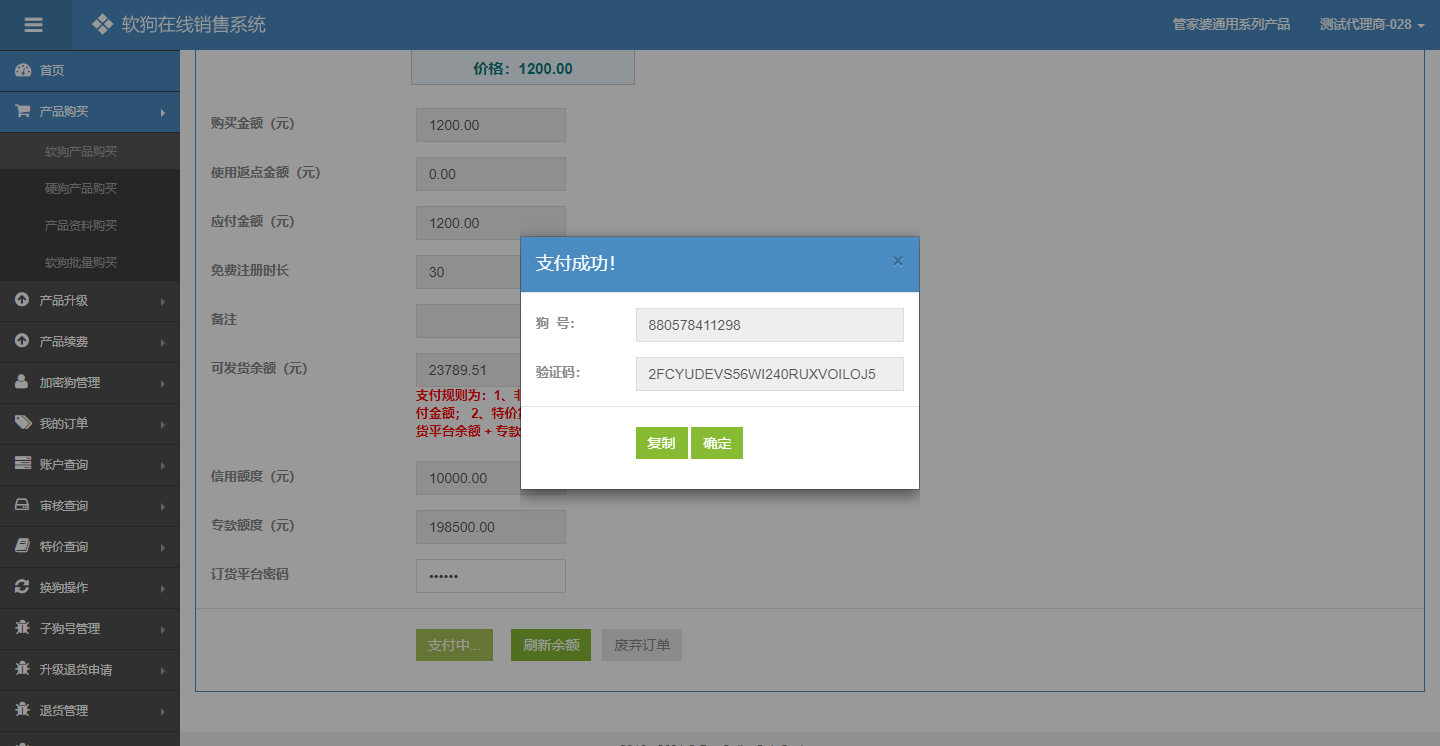 软狗在线销售系统
管家婆通用系列产品
测试代理商-028
首页
产品购买
软狗产品购买
硬狗产品购买
产品资料购买
软狗批量购买
产品升级
产品续费
加密狗管理
我的订单
账户查询
审核查询
特价查询
换狗操作
子狗号管理
升级退货申请
退货管理
价格：1200.00
购买金额（元）
1200.00
使用返点金额（元）
0.00
应付金额（元）
1200.00
免费注册时长
30
备注
可发货余额（元）
23789.51
支付规则为：1、非
付金额； 2、特价
货平台余额 + 专款
信用额度（元）
10000.00
专款额度（元）
198500.00
订货平台密码
••••••
支付中...
刷新余额
废弃订单
支付成功！
×
狗 号：
880578411298
验证码：
2FCYUDEVS56WI240RUXVOILOJ5
复制
确定